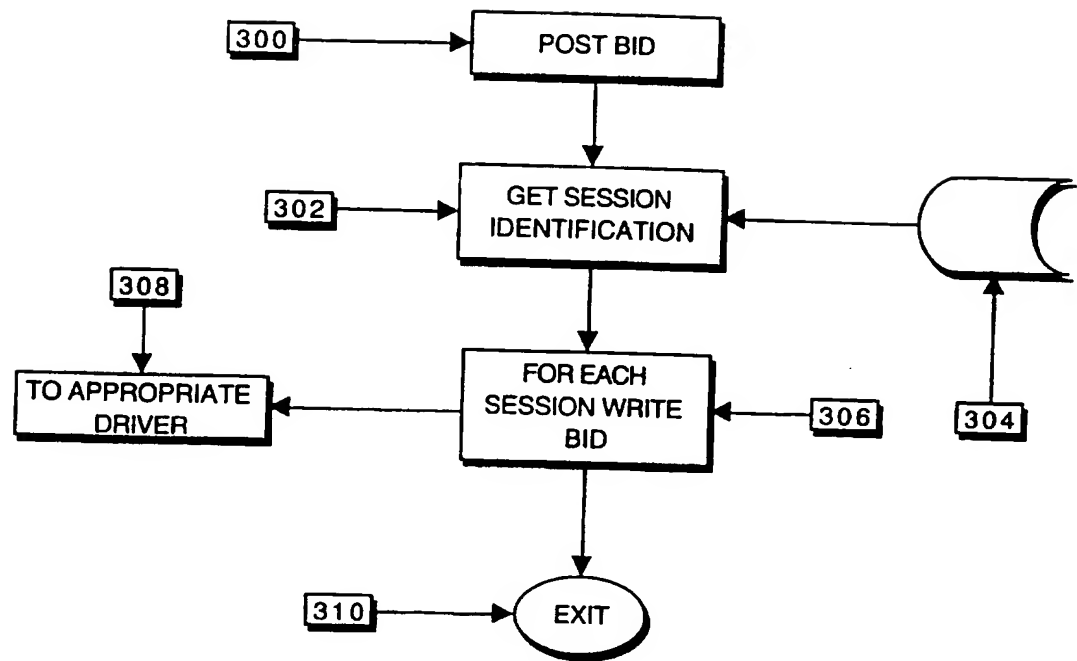 300
POST BID
302
GET SESSION
IDENTIFICATION
308
TO APPROPRIATE
DRIVER
FOR EACH
SESSION WRITE
BID
306
304
310
EXIT